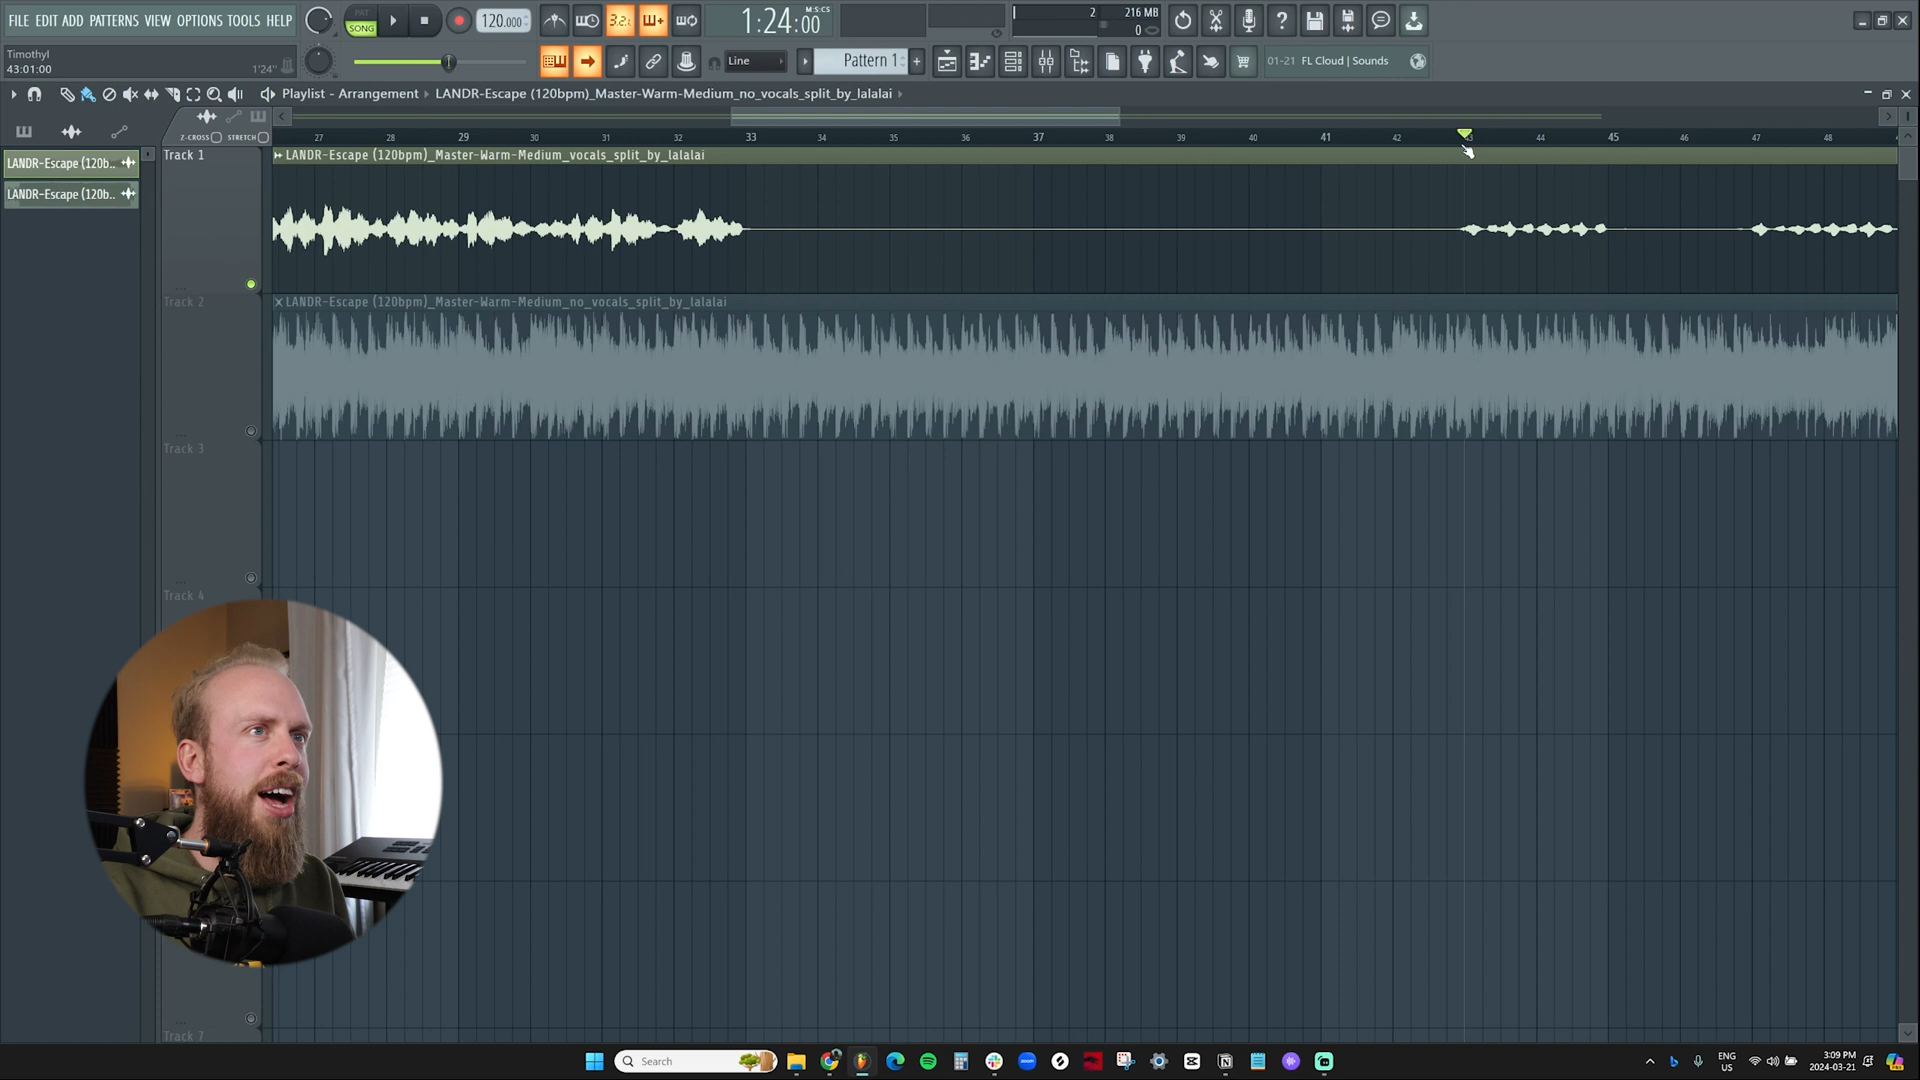 FILE EDIT ADD PATTERNS VIEW OPTIONS TOOLS HELP
PAT
SONG
120.000
3.2.
M:S:CS
1:24:00
2
216 MB
0
Timothyl
43:01:00
1'24"
Line
Pattern 1
01-21 FL Cloud | Sounds
Playlist - Arrangement
LANDR-Escape (120bpm)_Master-Warm-Medium_no_vocals_split_by_lalalai
Z-CROSS
STRETCH
27 28 29 30 31 32 33 34 35 36 37 38 39 40 41 42 43 44 45 46 47 48
LANDR-Escape (120b..
LANDR-Escape (120b..
Track 1
LANDR-Escape (120bpm)_Master-Warm-Medium_vocals_split_by_lalalai
Track 2
LANDR-Escape (120bpm)_Master-Warm-Medium_no_vocals_split_by_lalalai
Track 3
Track 4
Track 7
Search
ENG
US
3:09 PM
2024-03-21